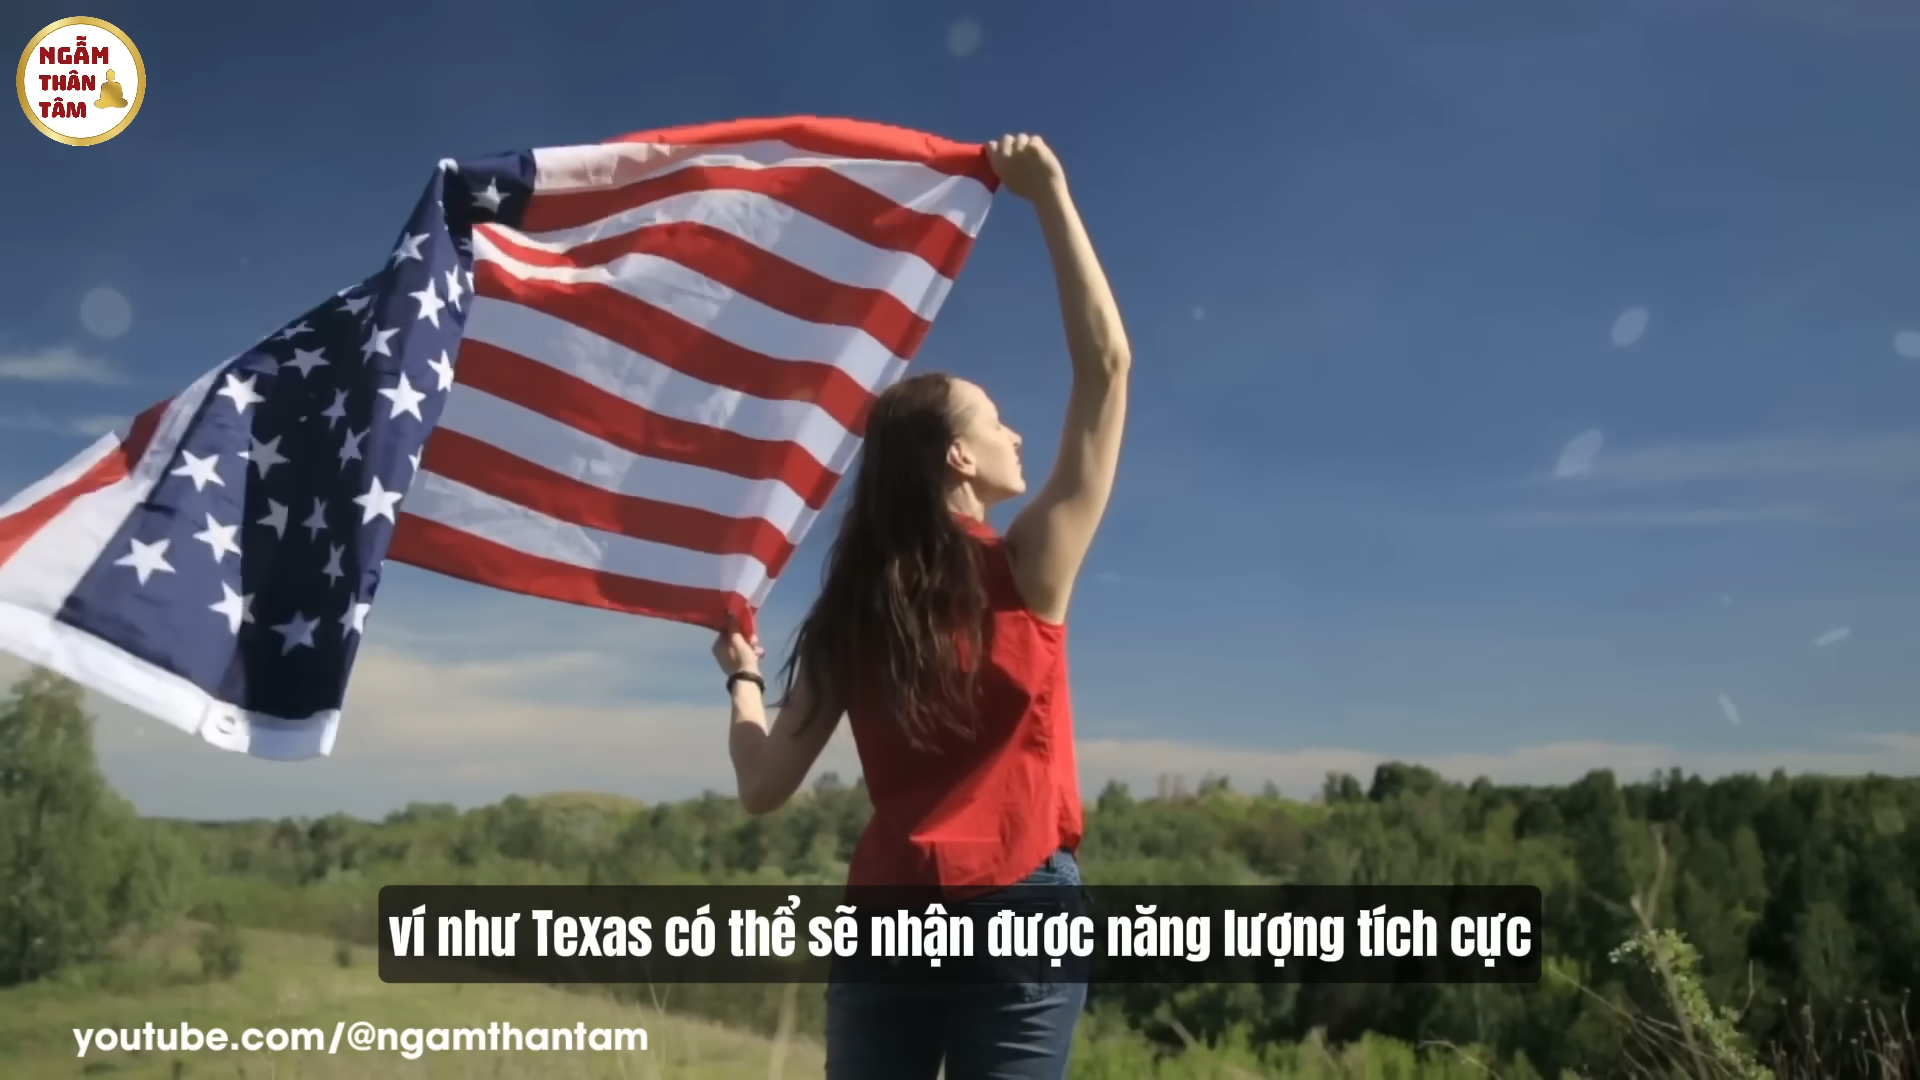 NGẪM
THÂN
TÂM
ví như Texas có thể sẽ nhận được năng lượng tích cực
youtube.com/@ngamthantam